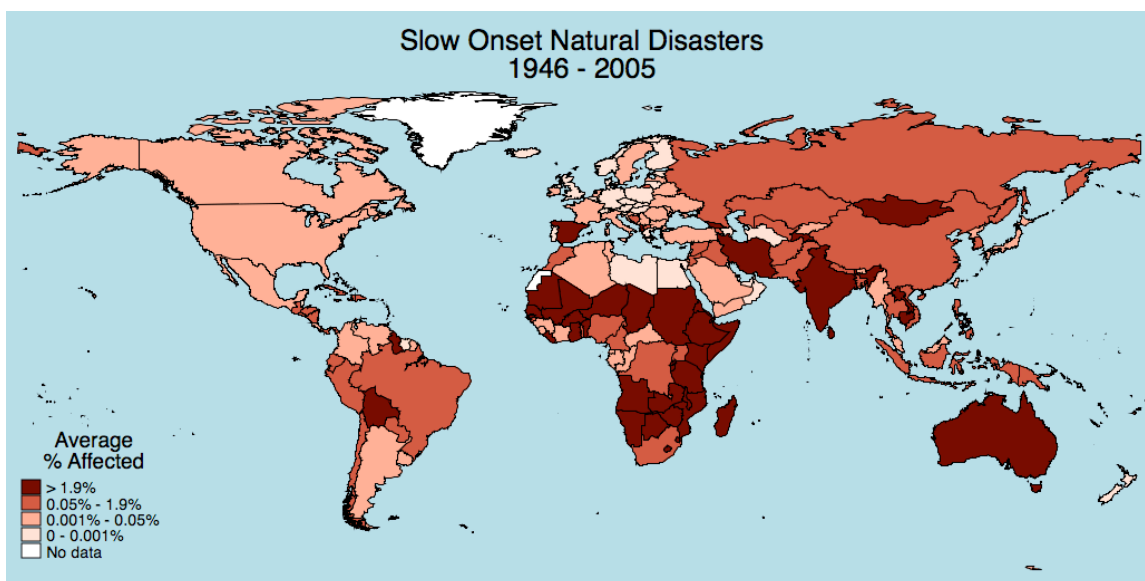 Slow Onset Natural Disasters
1946 - 2005
Average
% Affected
> 1.9%
0.05% - 1.9%
0.001% - 0.05%
0 - 0.001%
No data